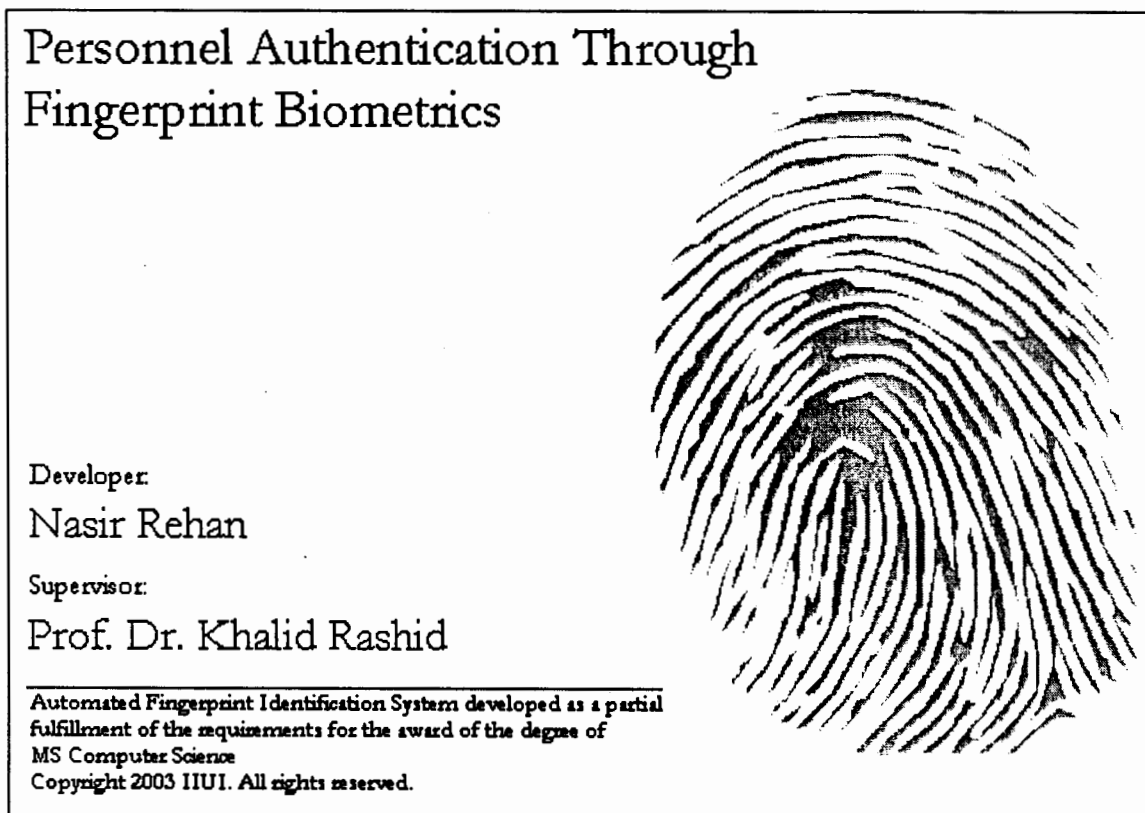 Personnel Authentication Through
Fingerprint Biometrics
Developer:
Nasir Rehan
Supervisor:
Prof. Dr. Khalid Rashid
Automated Fingerprint Identification System developed as a partial
fulfillment of the requirements for the award of the degree of
MS Computer Science
Copyright 2003 IIUI. All rights reserved.